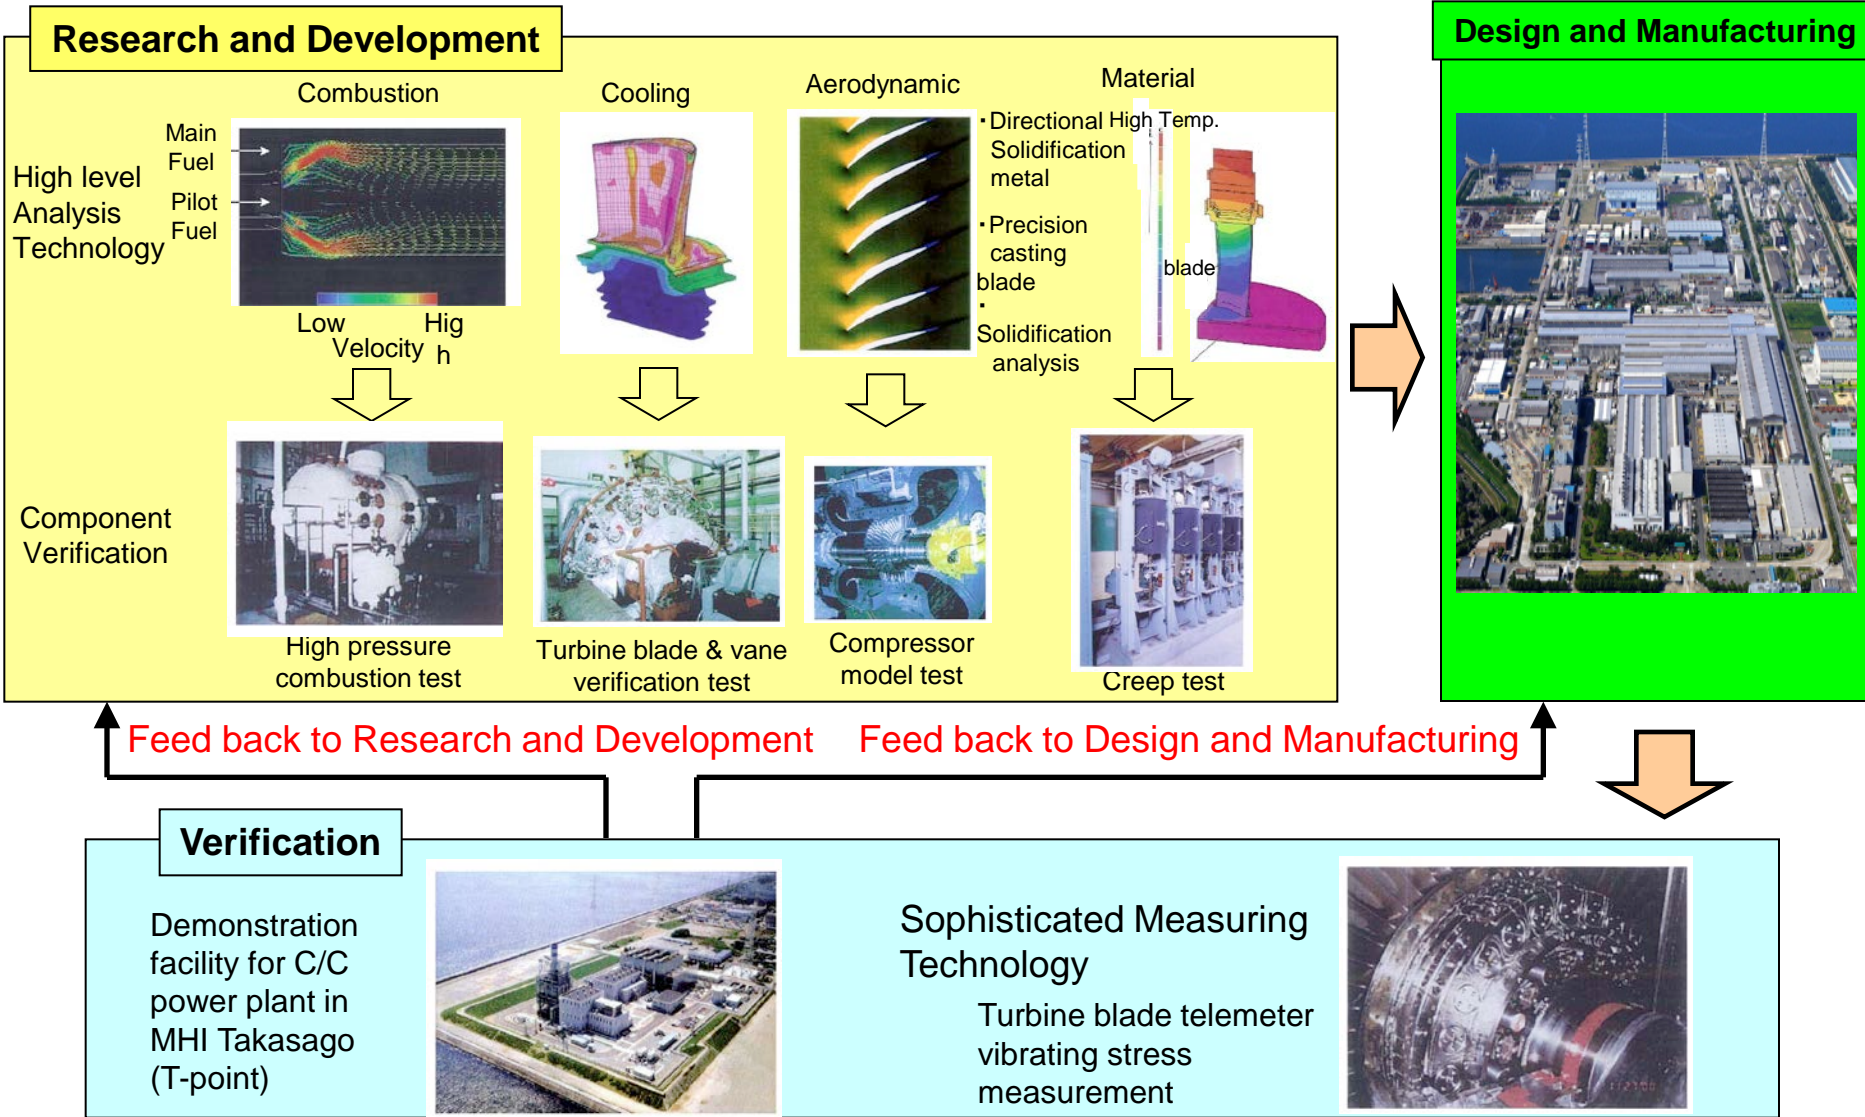 Research and Development
Design and Manufacturing
Combustion
Cooling
Aerodynamic
Material
High level
Analysis
Technology
Main
Fuel
Pilot
Fuel
Low
Hig
h
Velocity
・Directional
Solidification
metal
・Precision
casting
blade
・
Solidification
analysis
High Temp.
blade
Component
Verification
High pressure
combustion test
Turbine blade & vane
verification test
Compressor
model test
Creep test
Feed back to Research and Development
Feed back to Design and Manufacturing
Verification
Demonstration
facility for C/C
power plant in
MHI Takasago
(T-point)
Sophisticated Measuring
Technology
Turbine blade telemeter
vibrating stress
measurement